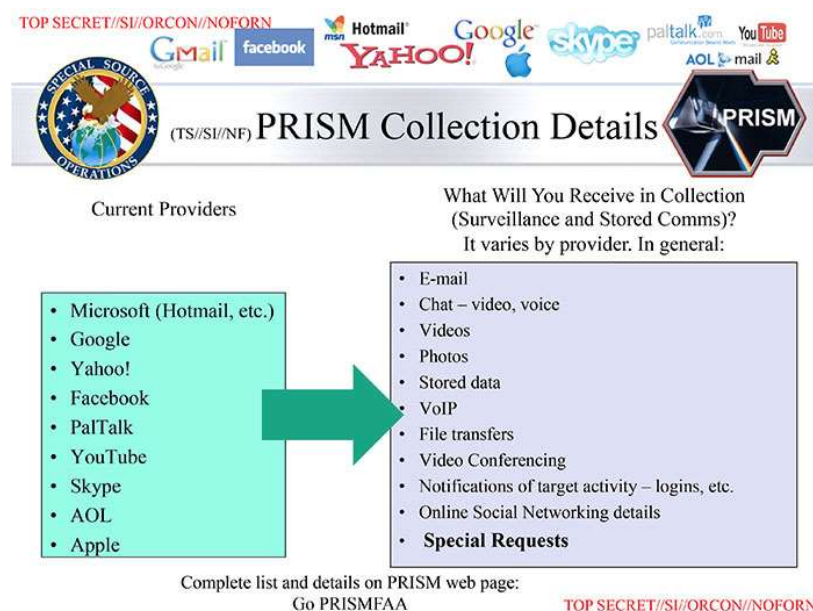 TOP SECRET//SI//ORCON//NOFORN
Gmail
by Google
facebook
msn Hotmail
YAHOO!
Google
skype
paltalk.com
YouTube
AOL mail
SPECIAL SOURCE
OPERATIONS
(TS//SI//NF) PRISM Collection Details
PRISM
Current Providers
What Will You Receive in Collection
(Surveillance and Stored Comms)?
It varies by provider. In general:
• Microsoft (Hotmail, etc.)
• Google
• Yahoo!
• Facebook
• PalTalk
• YouTube
• Skype
• AOL
• Apple
• E-mail
• Chat – video, voice
• Videos
• Photos
• Stored data
• VoIP
• File transfers
• Video Conferencing
• Notifications of target activity – logins, etc.
• Online Social Networking details
• Special Requests
Complete list and details on PRISM web page:
Go PRISMFAA
TOP SECRET//SI//ORCON//NOFORN